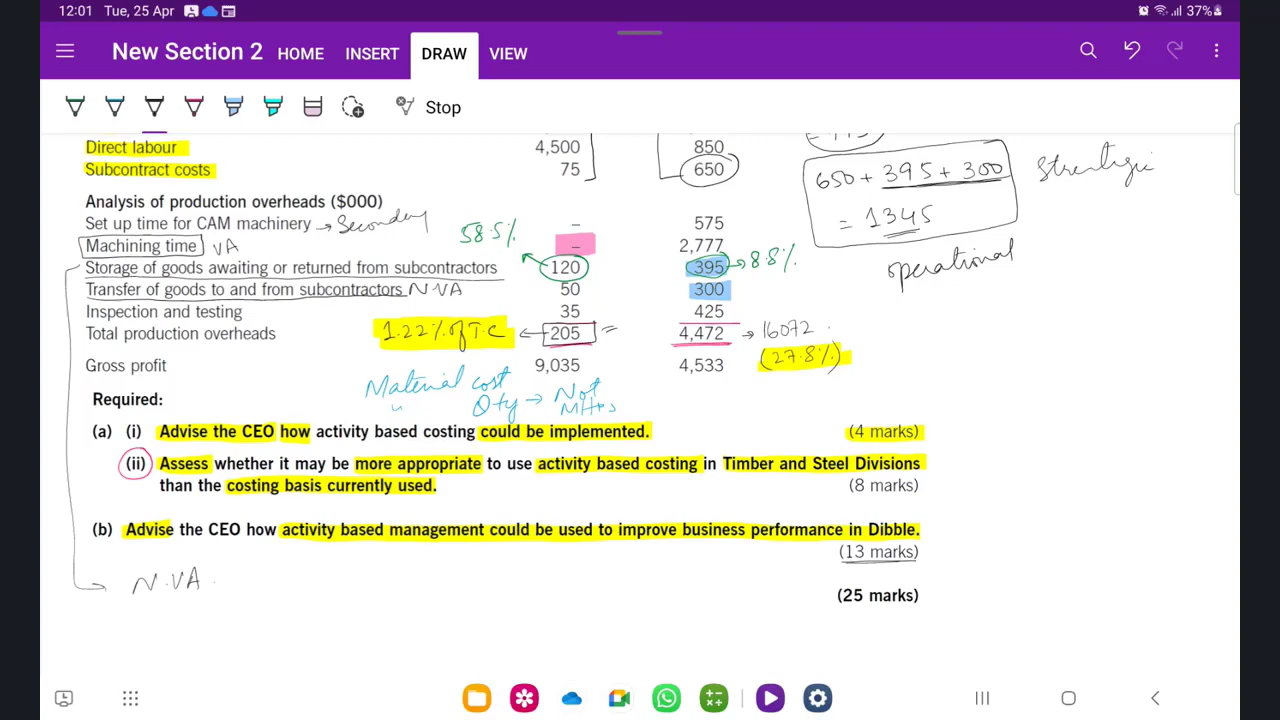 12:01 Tue, 25 Apr 37%
New Section 2 HOME INSERT DRAW VIEW
Stop
Direct labour 4,500 850
Subcontract costs 75 650
650 + 395 + 300
= 1345
operational
Analysis of production overheads ($000)
Set up time for CAM machinery → Secondary – 575
58.5%
Machining time VA – 2,777
Storage of goods awaiting or returned from subcontractors 120 395 → 8.8%
Transfer of goods to and from subcontractors N VA 50 300
Inspection and testing 35 425
Total production overheads 1.22% of T.C 205 = 4,472 → 16072
(27.8%)
Gross profit 9,035 4,533
Material cost
Qty → Not
MHrs
Required:
(a) (i) Advise the CEO how activity based costing could be implemented. (4 marks)
(ii) Assess whether it may be more appropriate to use activity based costing in Timber and Steel Divisions
than the costing basis currently used. (8 marks)
(b) Advise the CEO how activity based management could be used to improve business performance in Dibble.
(13 marks)
N.VA.
(25 marks)